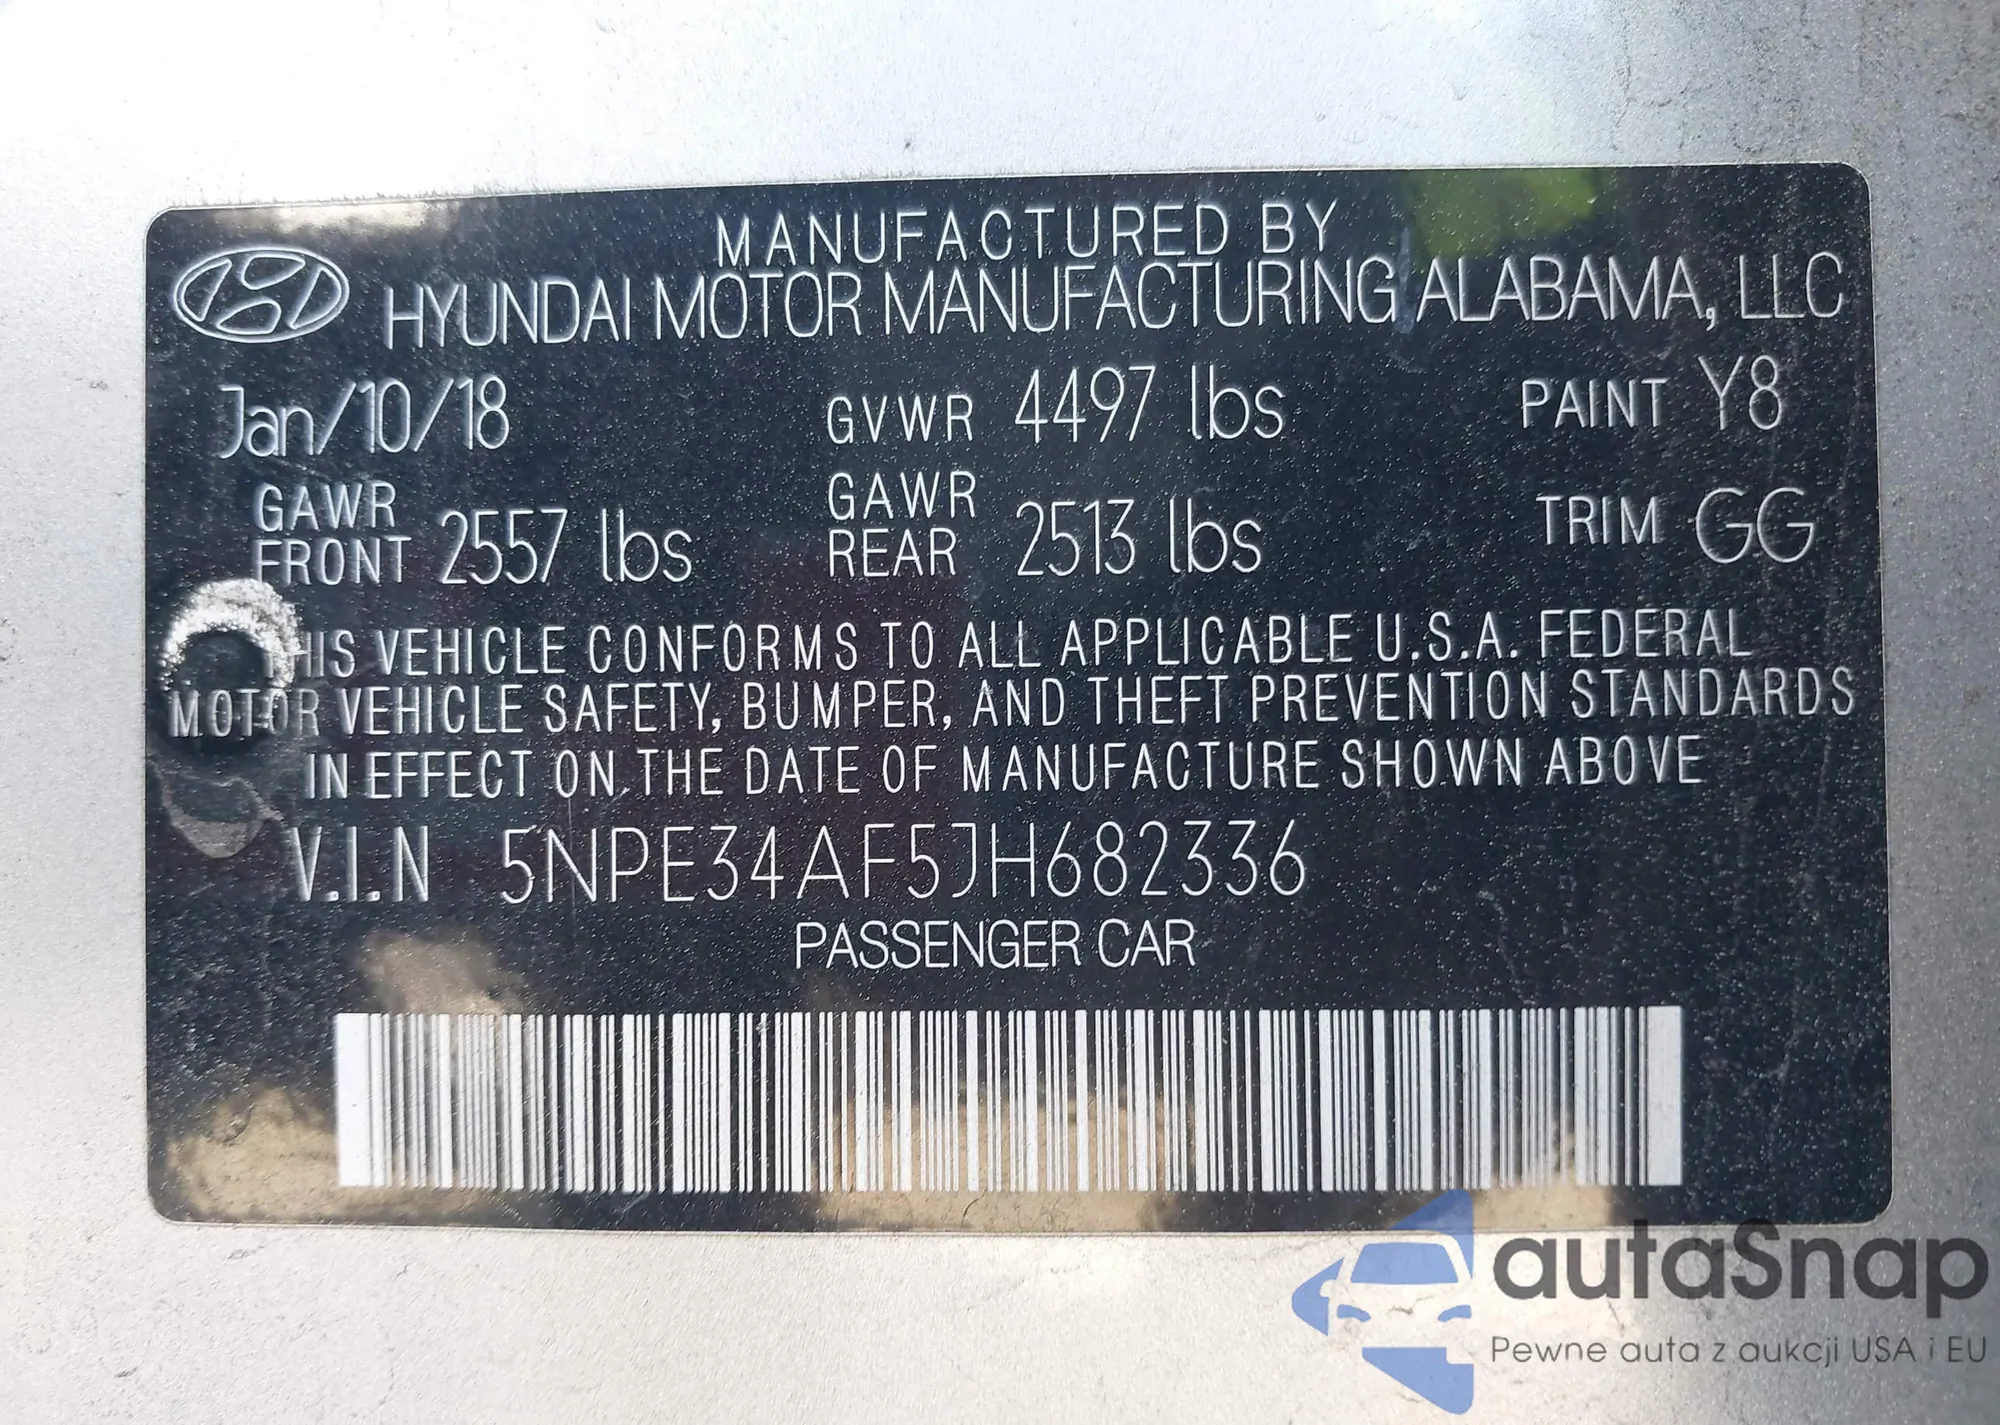 MANUFACTURED BY
HYUNDAI MOTOR MANUFACTURING ALABAMA, LLC
Jan/10/18 GVWR 4497 lbs PAINT Y8
GAWR FRONT 2557 lbs GAWR REAR 2513 lbs TRIM GG
THIS VEHICLE CONFORMS TO ALL APPLICABLE U.S.A. FEDERAL
MOTOR VEHICLE SAFETY, BUMPER, AND THEFT PREVENTION STANDARDS
IN EFFECT ON THE DATE OF MANUFACTURE SHOWN ABOVE
V.I.N 5NPE34AF5JH682336
PASSENGER CAR
autaSnap
Pewne auta z aukcji USA i EU